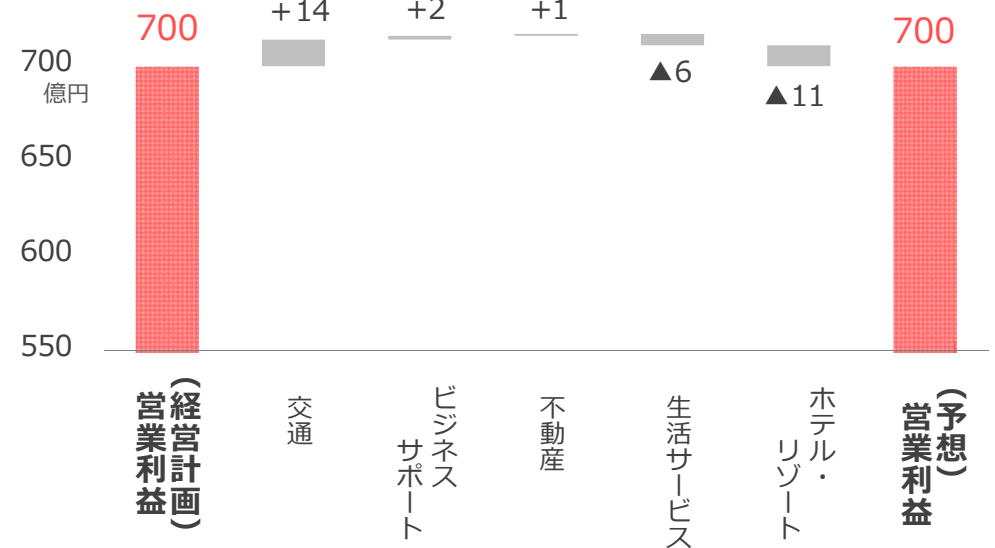 700
+14
+2
+1
▲6
▲11
700
700
億円
650
600
550
(経営計画)
営業利益
交通
ビジネス
サポート
不動産
生活サービス
ホテル・
リゾート
(予想)
営業利益